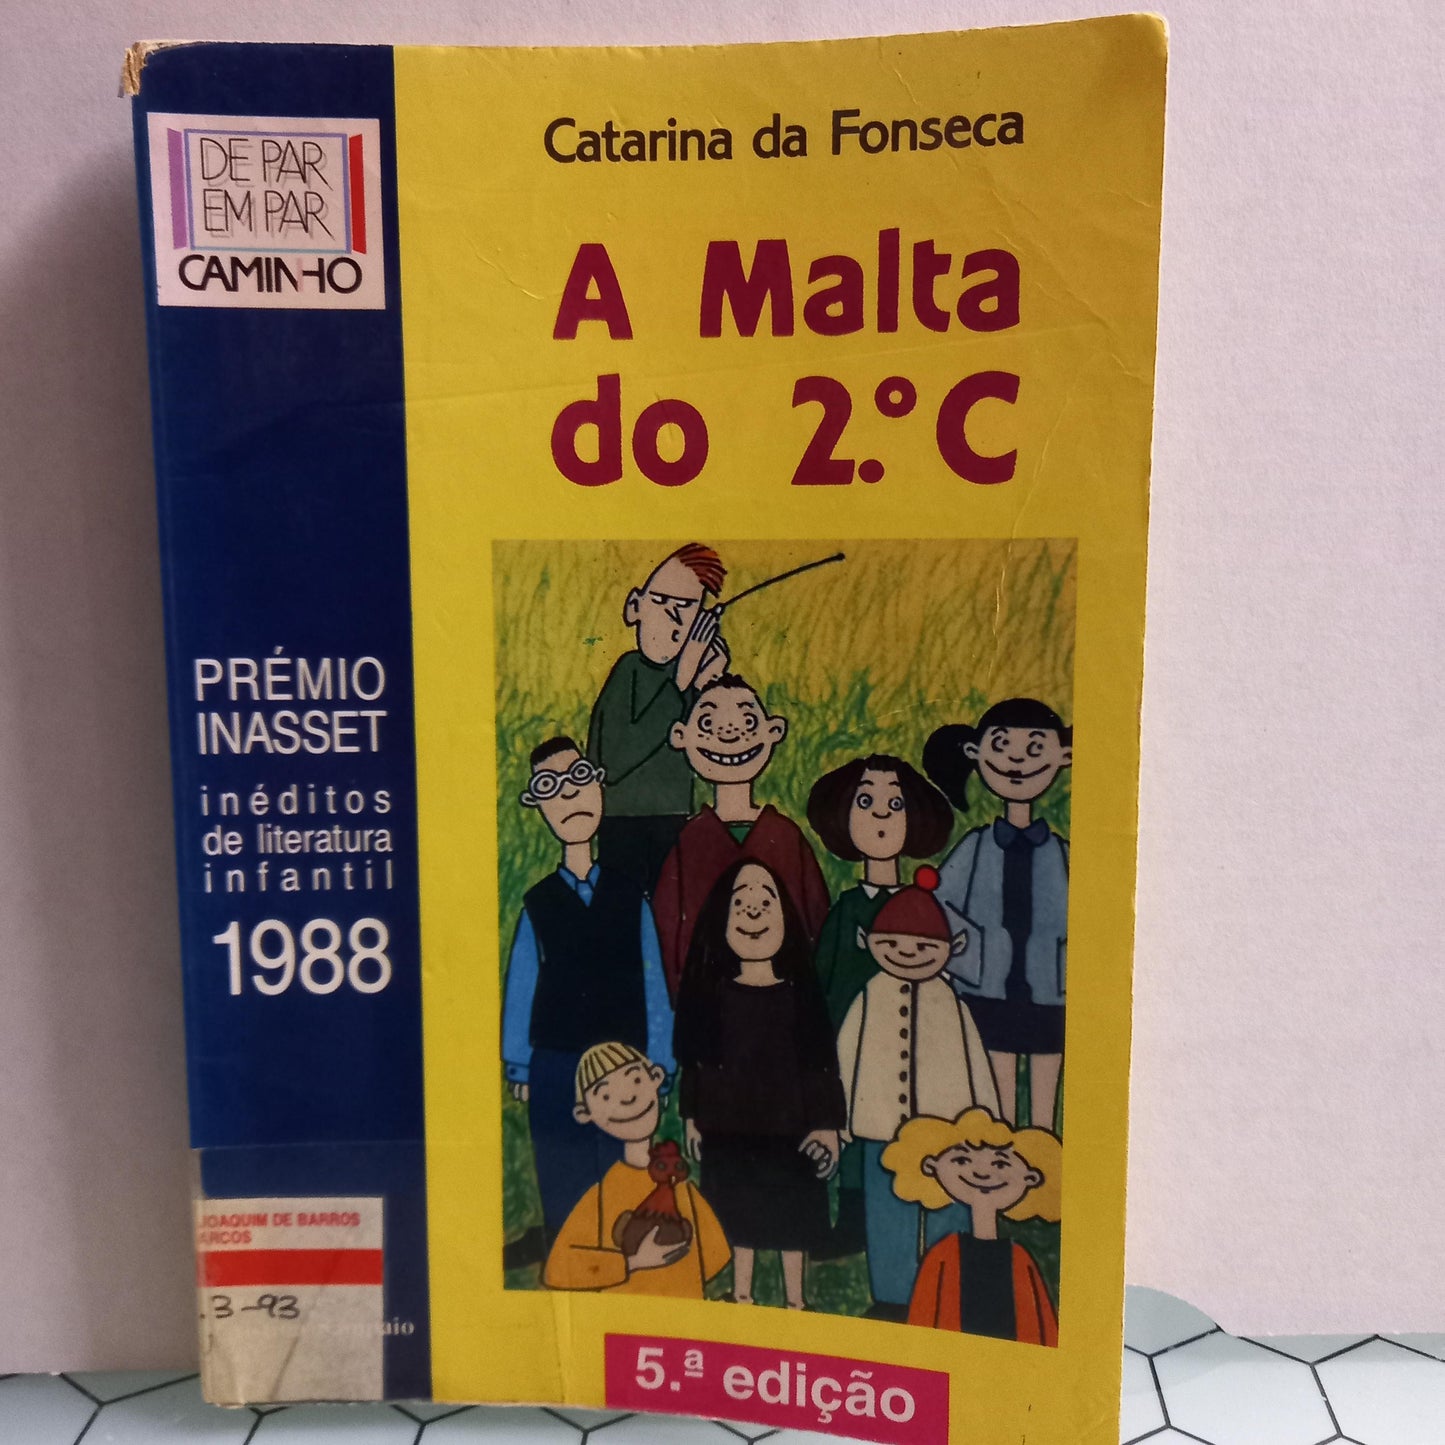 DE PAR
EM PAR
CAMINHO
Catarina da Fonseca
A Malta
do 2.º C
PRÉMIO
INASSET
inéditos
de literatura
infantil
1988
JOAQUIM DE BARROS
ARCOS
3-93
5.ª edição